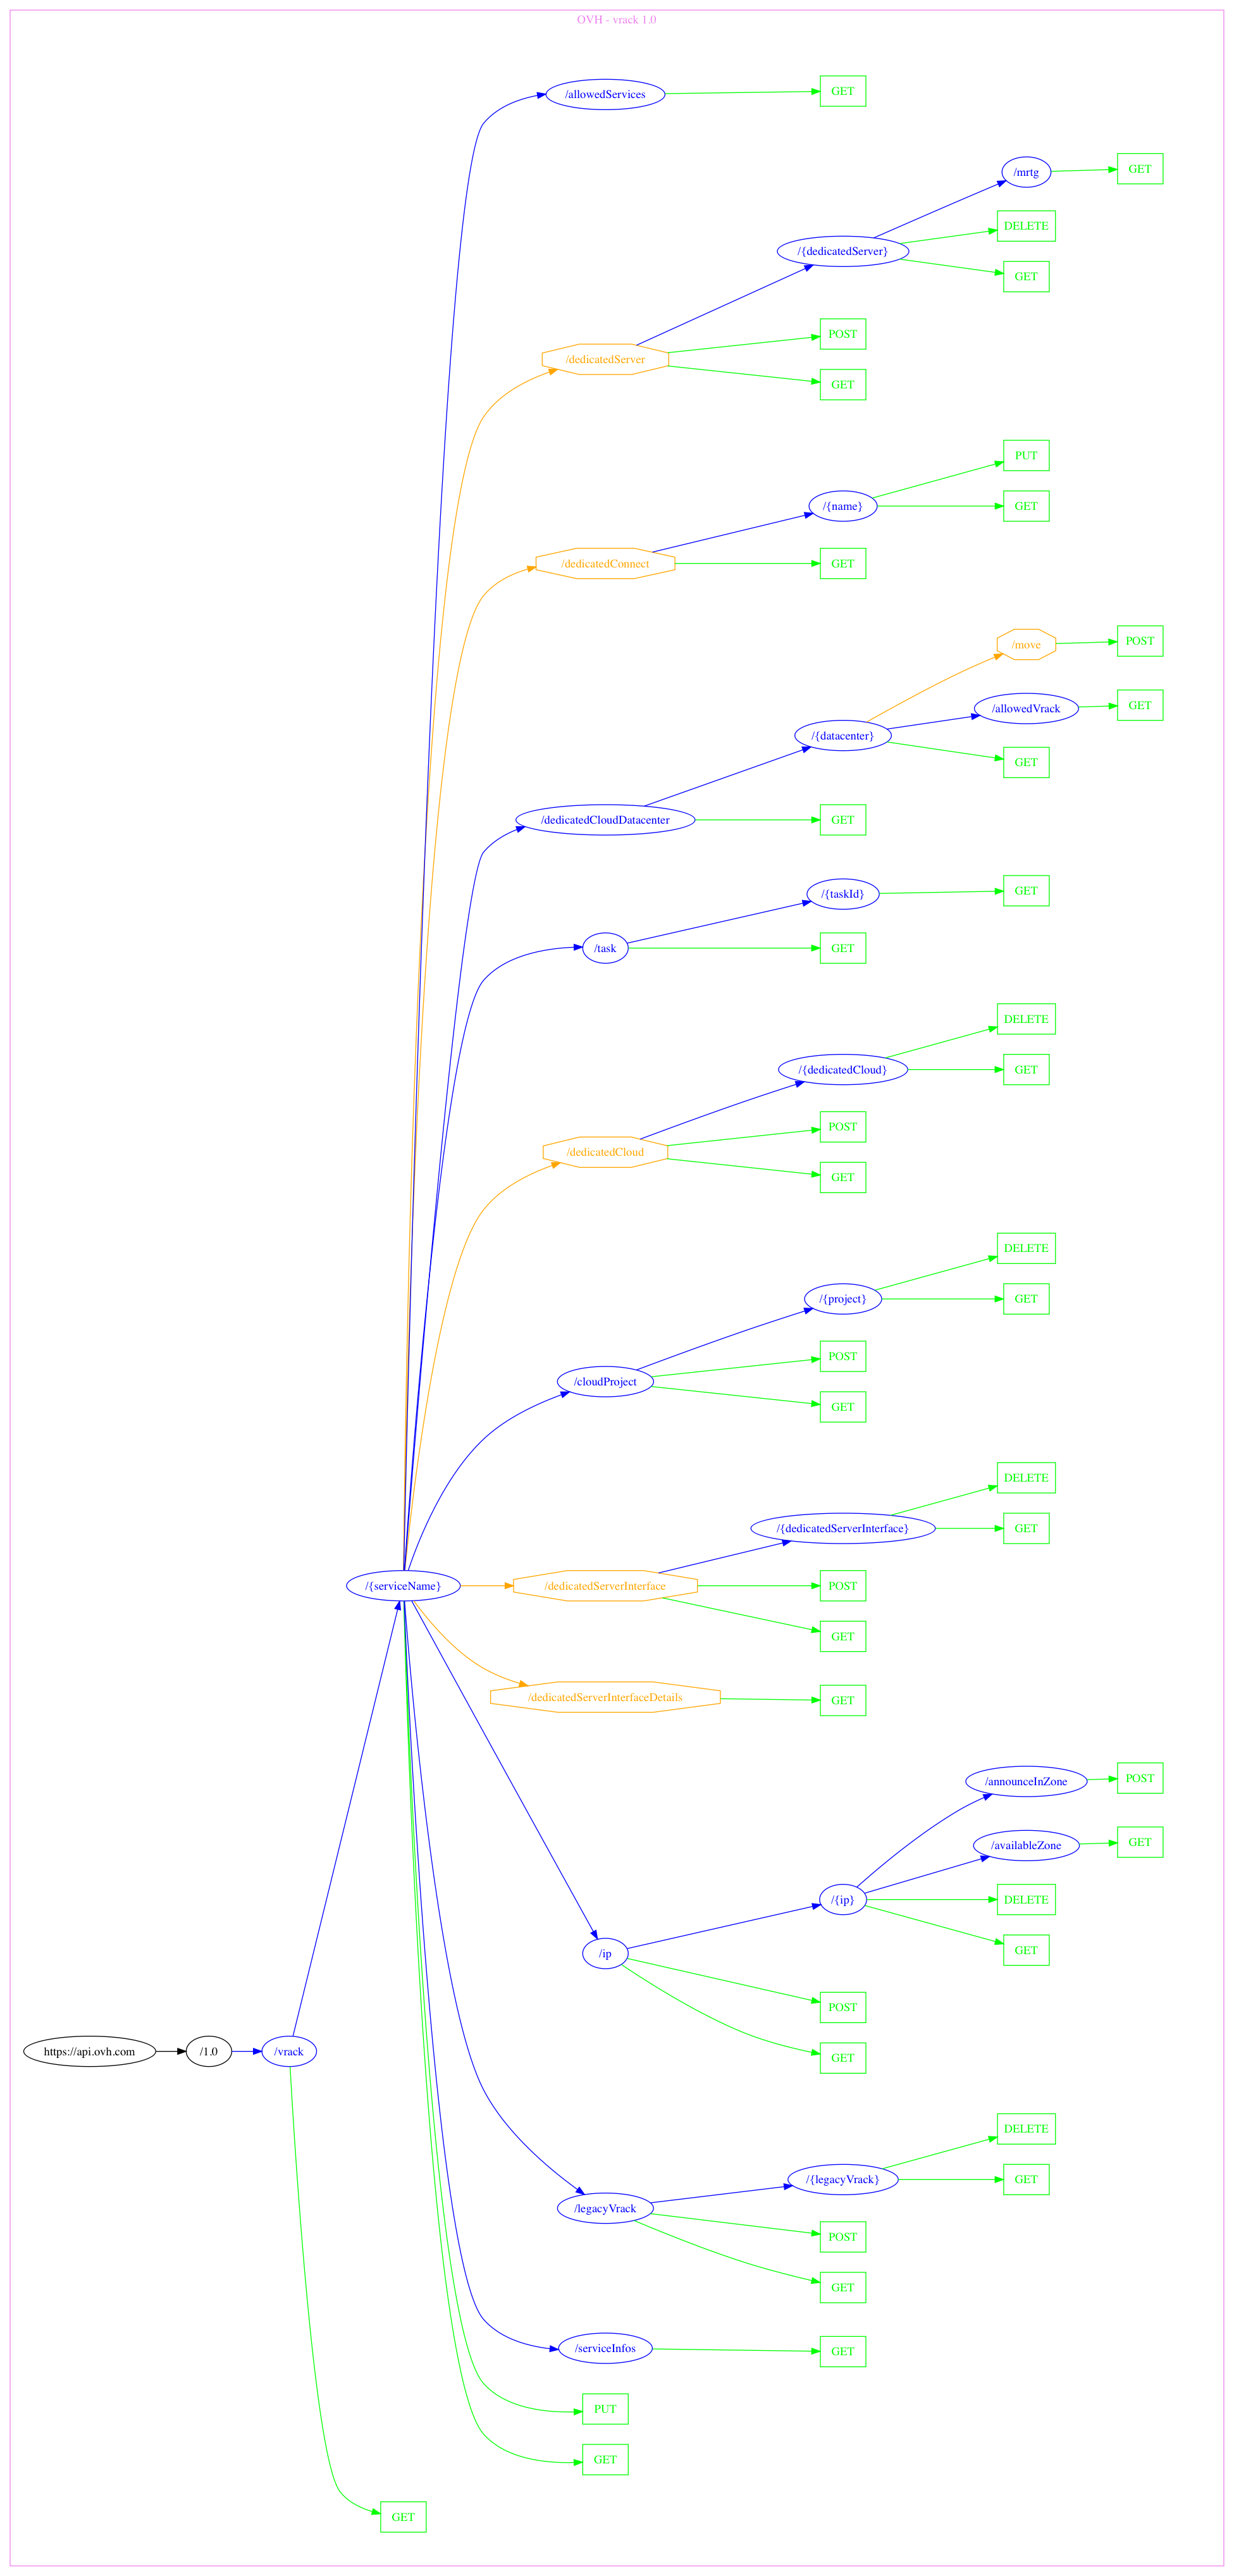 OVH - vrack 1.0
/allowedServices
GET
/mrtg
GET
DELETE
/{dedicatedServer}
GET
POST
/dedicatedServer
GET
PUT
/{name}
GET
/dedicatedConnect
GET
/move
POST
/allowedVrack
GET
/{datacenter}
GET
/dedicatedCloudDatacenter
GET
/{taskId}
GET
/task
GET
DELETE
/{dedicatedCloud}
GET
POST
/dedicatedCloud
GET
DELETE
/{project}
GET
POST
/cloudProject
GET
DELETE
/{dedicatedServerInterface}
GET
/{serviceName}
/dedicatedServerInterface
POST
GET
/dedicatedServerInterfaceDetails
GET
/announceInZone
POST
/availableZone
GET
/{ip}
DELETE
GET
/ip
POST
GET
https://api.ovh.com
/1.0
/vrack
DELETE
/{legacyVrack}
GET
/legacyVrack
POST
GET
/serviceInfos
GET
PUT
GET
GET